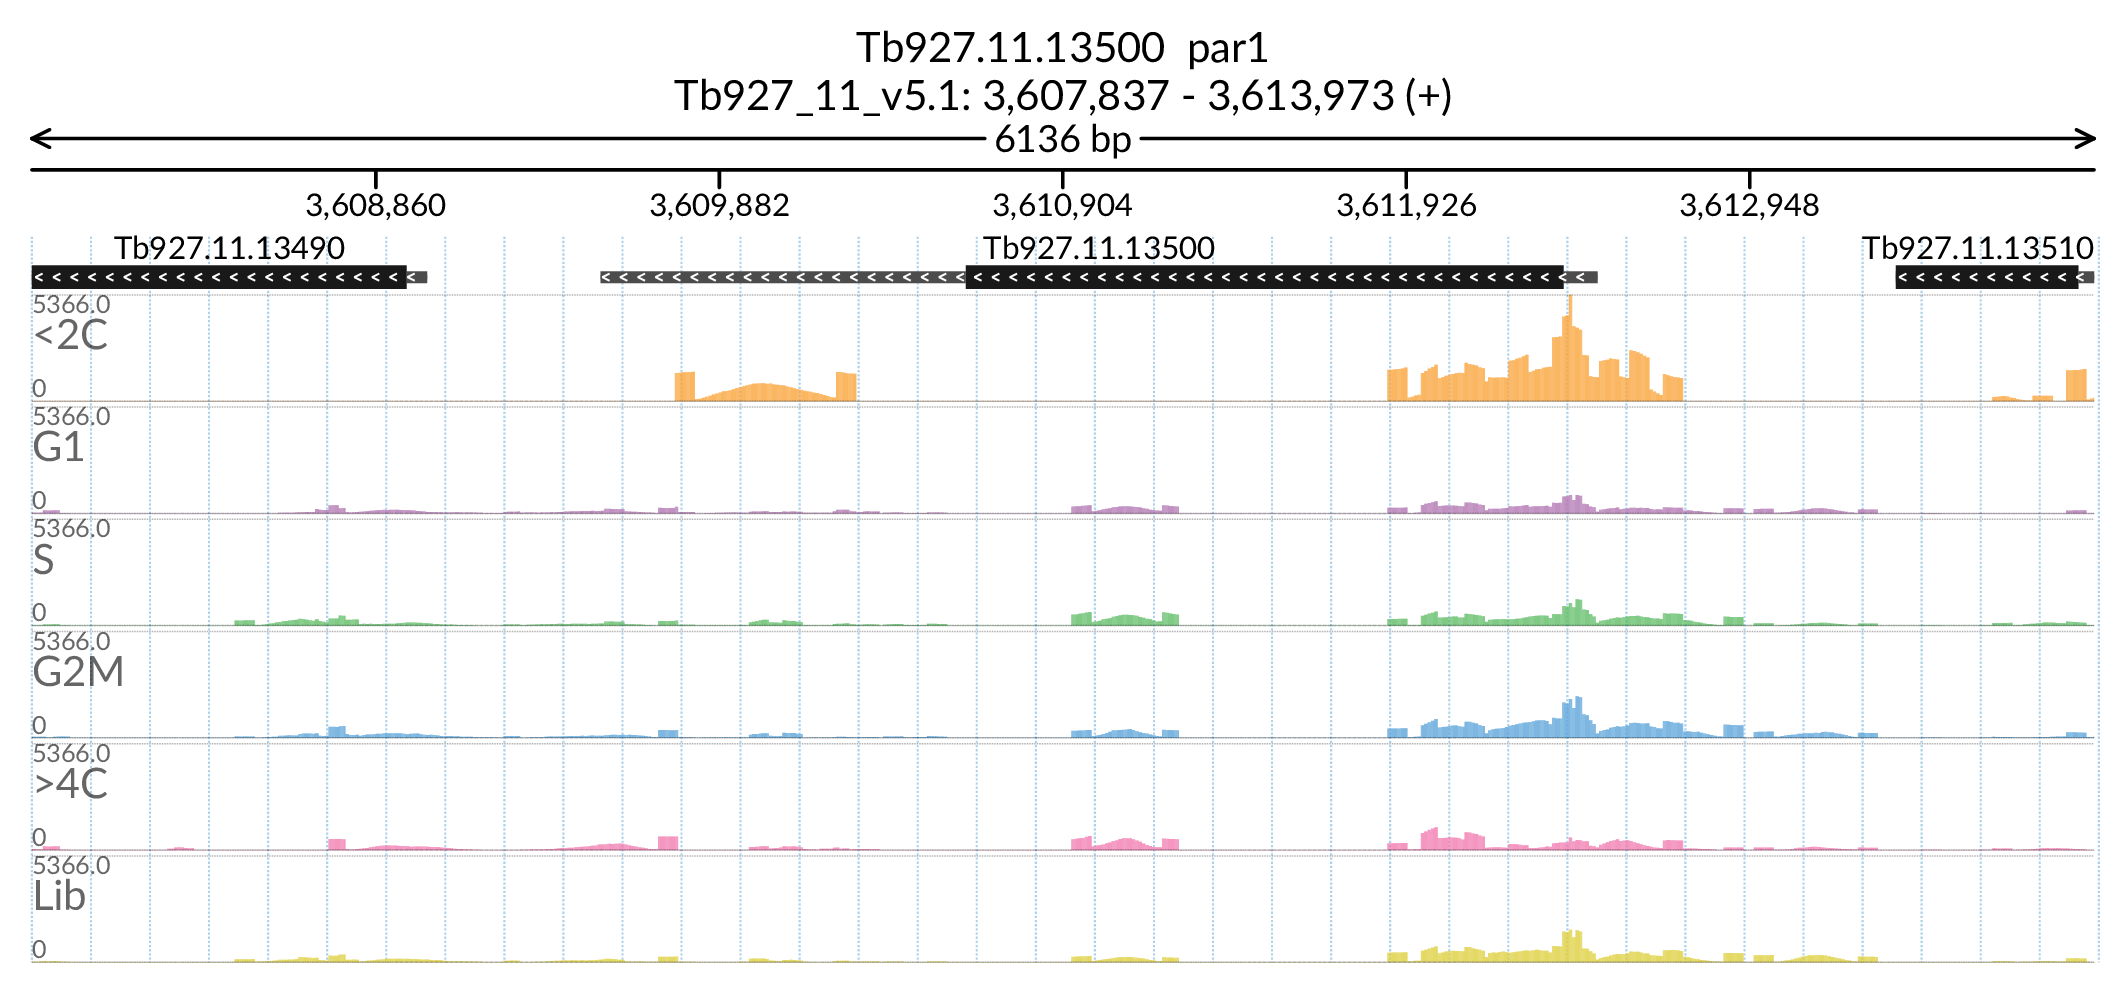 Tb927.11.13500 par1
Tb927_11_v5.1: 3,607,837 - 3,613,973 (+)
6136 bp
3,608,860 3,609,882 3,610,904 3,611,926 3,612,948
Tb927.11.13490 Tb927.11.13500 Tb927.11.13510
5366.0
<2C
0
5366.0
G1
0
5366.0
S
0
5366.0
G2M
0
5366.0
>4C
0
5366.0
Lib
0